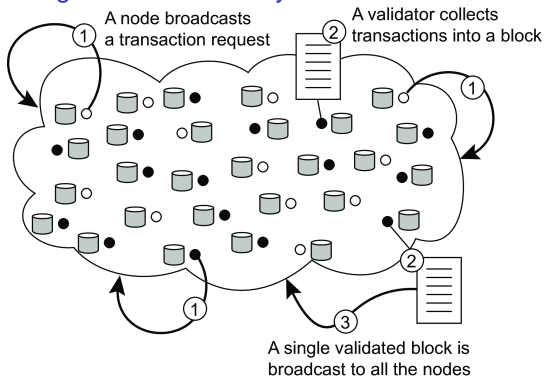 A node broadcasts
a transaction request
1
A validator collects
transactions into a block
2
1
1
2
3
A single validated block is
broadcast to all the nodes